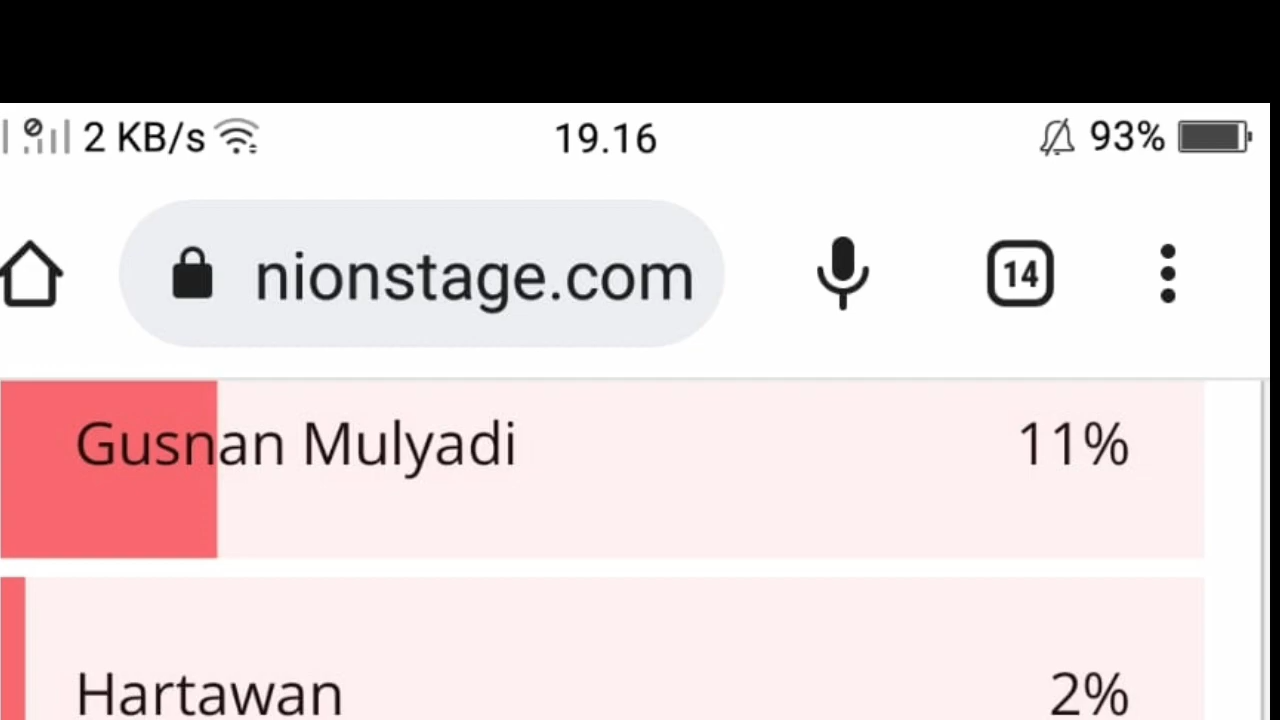 2 KB/s 19.16 93%
nionstage.com 14
Gusnan Mulyadi 11%
Hartawan 2%